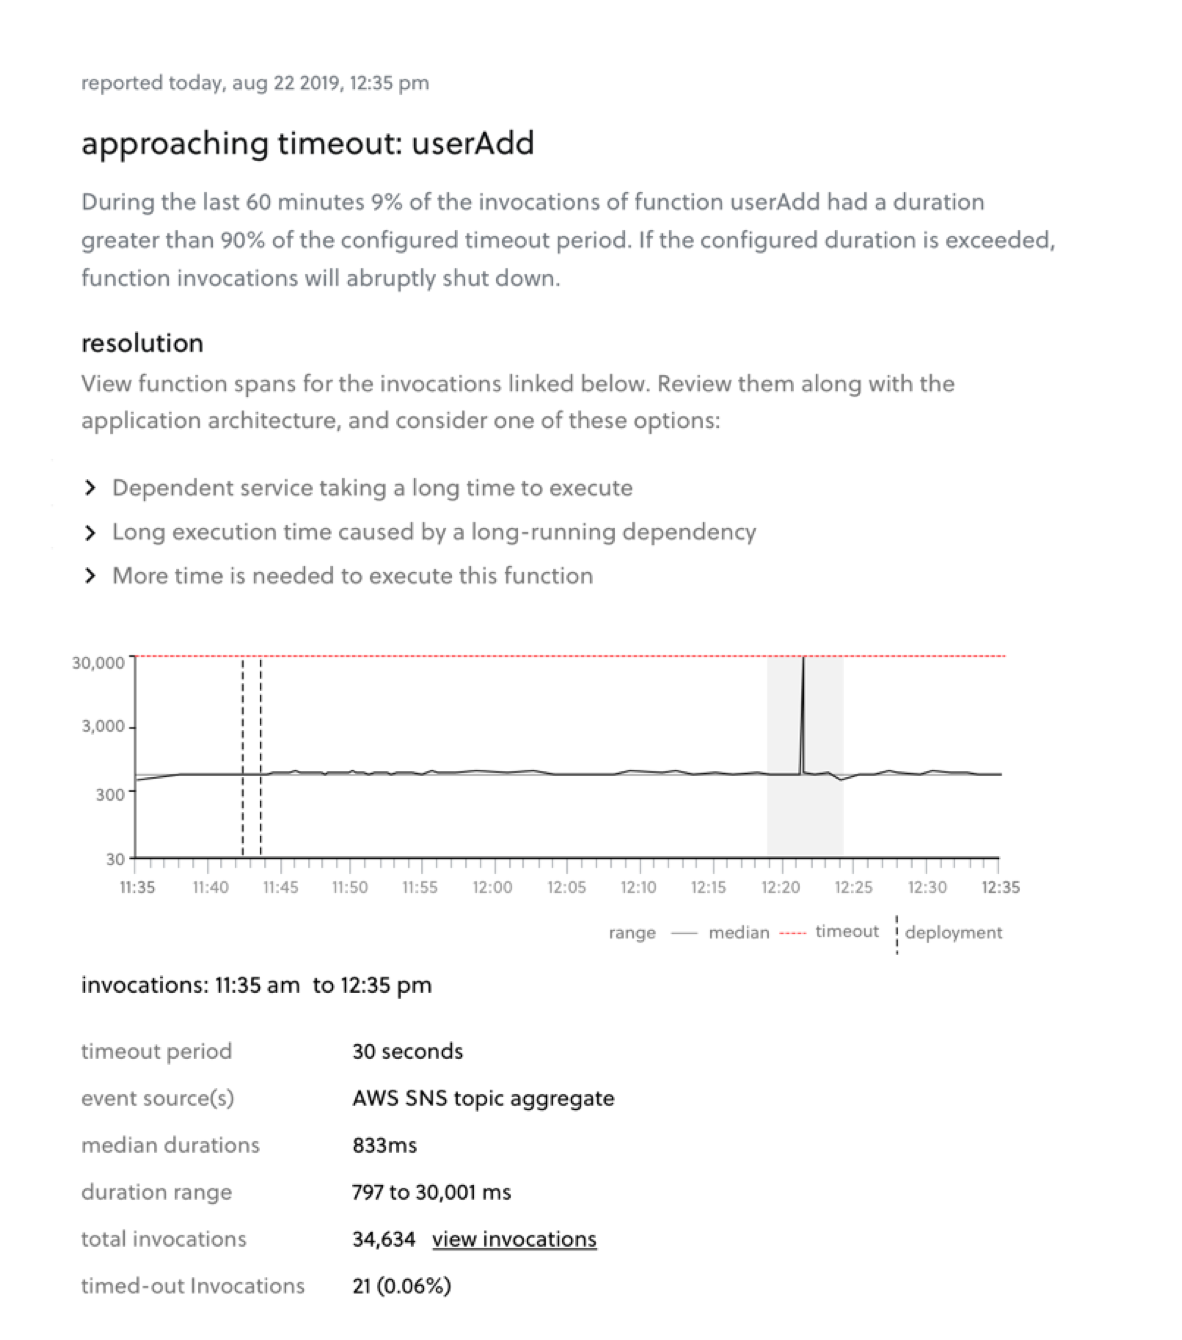 reported today, aug 22 2019, 12:35 pm
approaching timeout: userAdd
During the last 60 minutes 9% of the invocations of function userAdd had a duration
greater than 90% of the configured timeout period. If the configured duration is exceeded,
function invocations will abruptly shut down.
resolution
View function spans for the invocations linked below. Review them along with the
application architecture, and consider one of these options:
Dependent service taking a long time to execute
Long execution time caused by a long-running dependency
More time is needed to execute this function
30,000
3,000
300
30
11:35 11:40 11:45 11:50 11:55 12:00 12:05 12:10 12:15 12:20 12:25 12:30 12:35
range median timeout deployment
invocations: 11:35 am to 12:35 pm
timeout period 30 seconds
event source(s) AWS SNS topic aggregate
median durations 833ms
duration range 797 to 30,001 ms
total invocations 34,634 view invocations
timed-out Invocations 21 (0.06%)